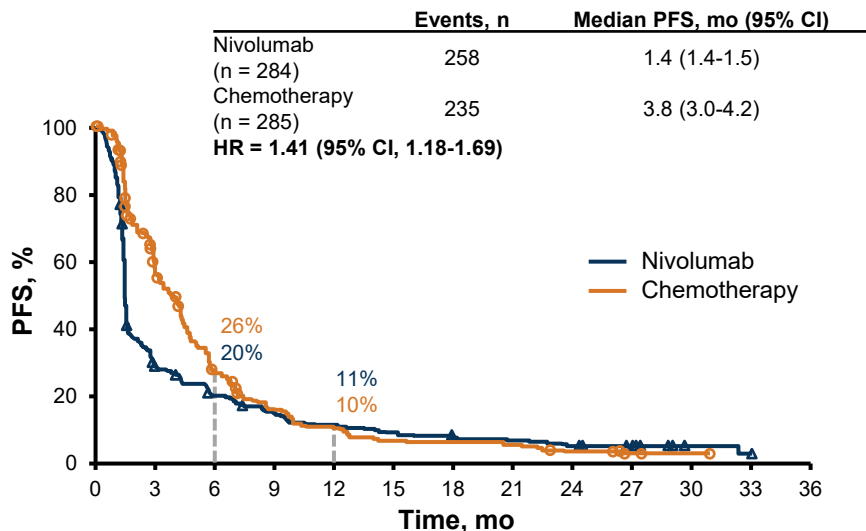 Events, n Median PFS, mo (95% CI)
Nivolumab
(n = 284) 258 1.4 (1.4-1.5)
Chemotherapy
(n = 285) 235 3.8 (3.0-4.2)
HR = 1.41 (95% CI, 1.18-1.69)
PFS, %
100
80
60
40
20
0
Nivolumab
Chemotherapy
26%
20%
11%
10%
0 3 6 9 12 15 18 21 24 27 30 33 36
Time, mo